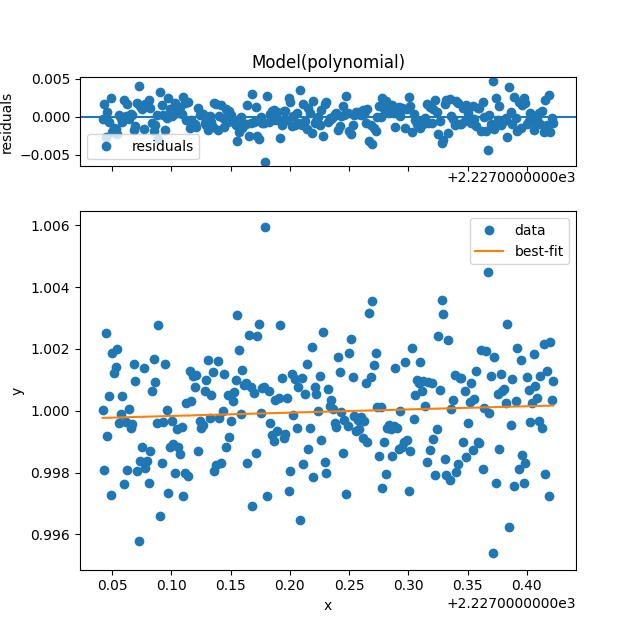 Model(polynomial)
0.005
0.000
−0.005
residuals
residuals
+2.2270000000e3
1.006
1.004
1.002
1.000
0.998
0.996
y
data
best-fit
0.05 0.10 0.15 0.20 0.25 0.30 0.35 0.40
x
+2.2270000000e3